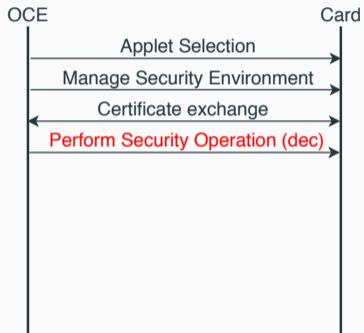 OCE Card
Applet Selection
Manage Security Environment
Certificate exchange
Perform Security Operation (dec)